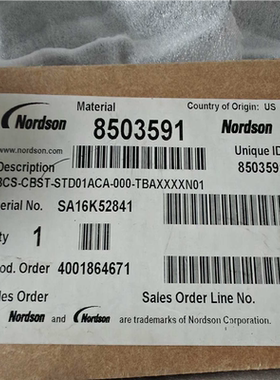 Material
Country of Origin: US
Nordson
8503591
Nordson
www.nordson.com
Unique ID
Description
850359
BCS-CBST-STD01ACA-000-TBAXXXXN01
erial No. SA16K52841
tity 1
od. Order 4001864671
les Order
Sales Order Line No.
Nordson and Nordson are trademarks of Nordson Corporation.